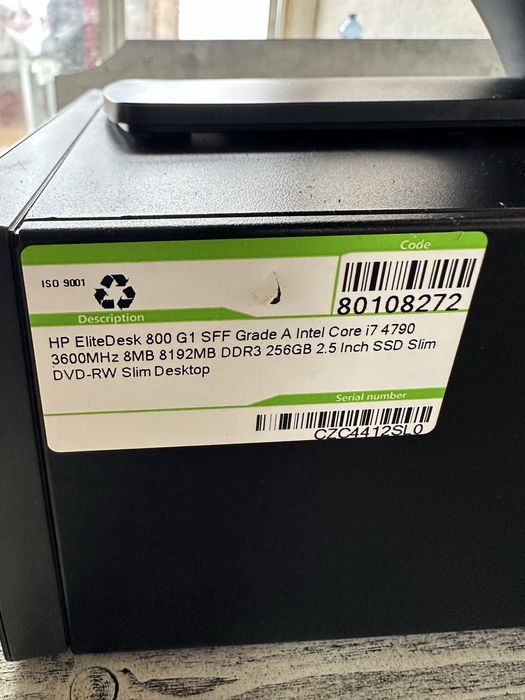 Code
ISO 9001
80108272
Description
HP EliteDesk 800 G1 SFF Grade A Intel Core i7 4790
3600MHz 8MB 8192MB DDR3 256GB 2.5 Inch SSD Slim
DVD-RW Slim Desktop
Serial number
CZC4412SL0